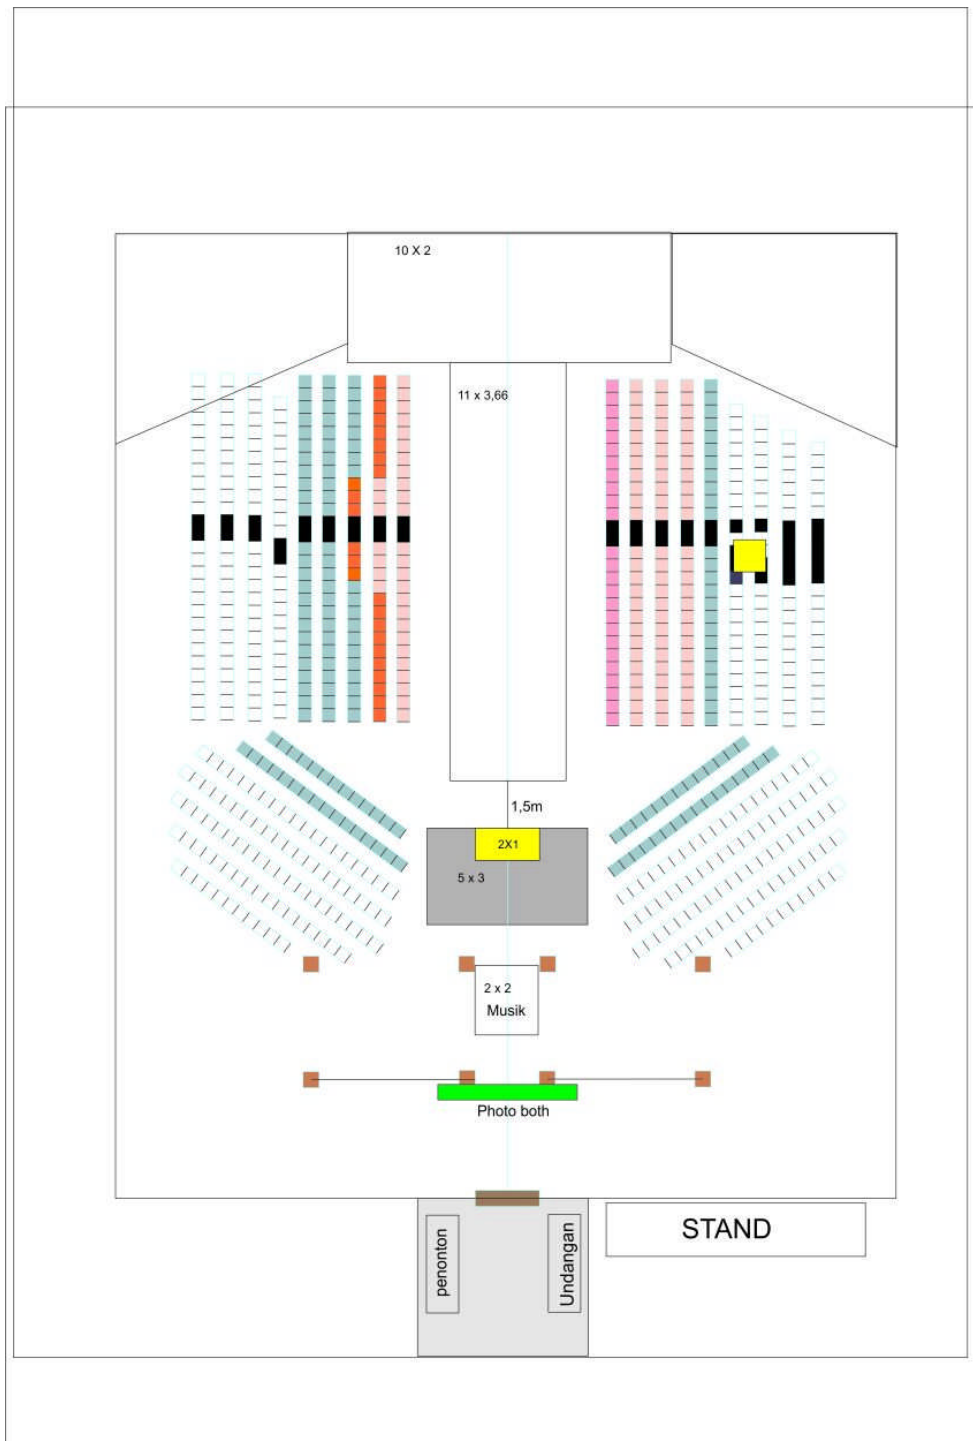 10 X 2
11 x 3,66
1,5m
2X1
5 x 3
2 x 2
Musik
Photo both
penonton
Undangan
STAND